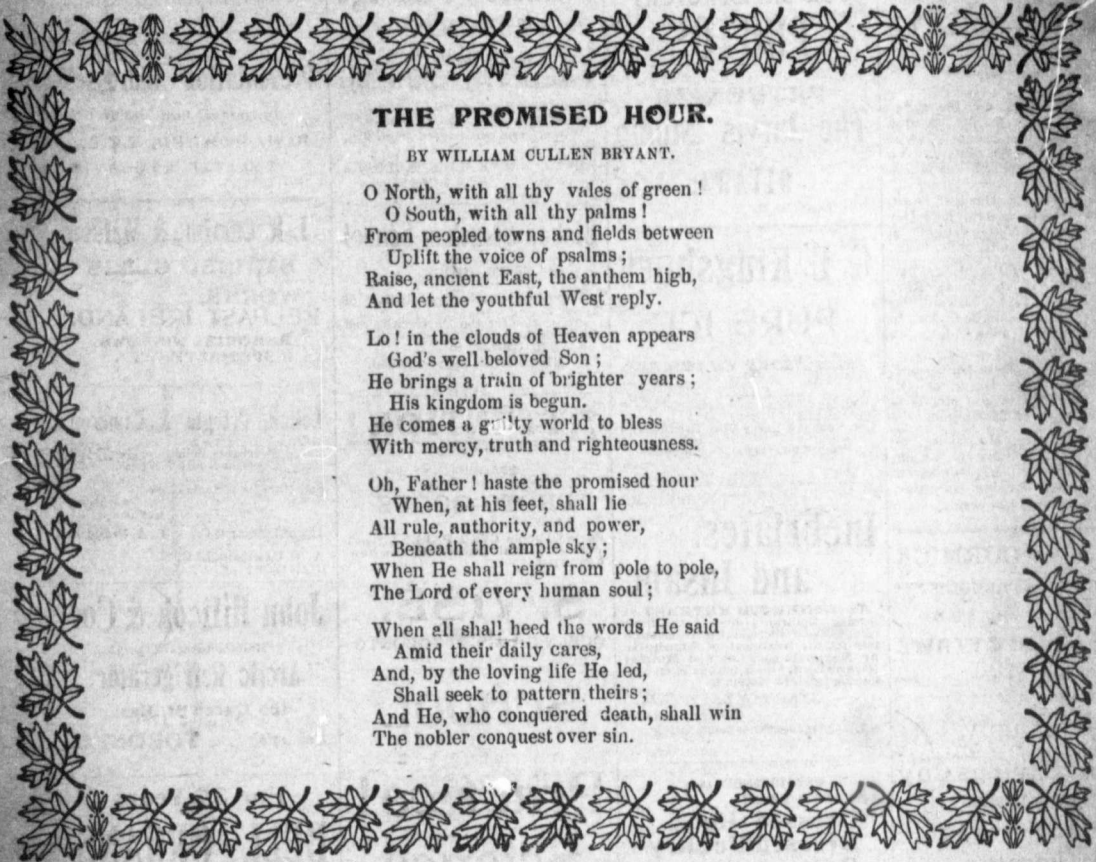 THE PROMISED HOUR.
BY WILLIAM CULLEN BRYANT.
O North, with all thy vales of green !
O South, with all thy palms !
From peopled towns and fields between
Uplift the voice of psalms ;
Raise, ancient East, the anthem high,
And let the youthful West reply.
Lo ! in the clouds of Heaven appears
God's well beloved Son ;
He brings a train of brighter years ;
His kingdom is begun.
He comes a guilty world to bless
With mercy, truth and righteousness.
Oh, Father ! haste the promised hour
When, at his feet, shall lie
All rule, authority, and power,
Beneath the ample sky ;
When He shall reign from pole to pole,
The Lord of every human soul ;
When all shall heed the words He said
Amid their daily cares,
And, by the loving life He led,
Shall seek to pattern theirs ;
And He, who conquered death, shall win
The nobler conquest over sin.